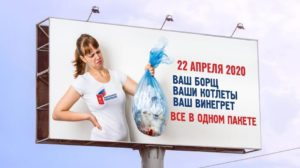 22 АПРЕЛЯ 2020
ВАШ БОРЩ
ВАШИ КОТЛЕТЫ
ВАШ ВИНЕГРЕТ
ВСЕ В ОДНОМ ПАКЕТЕ